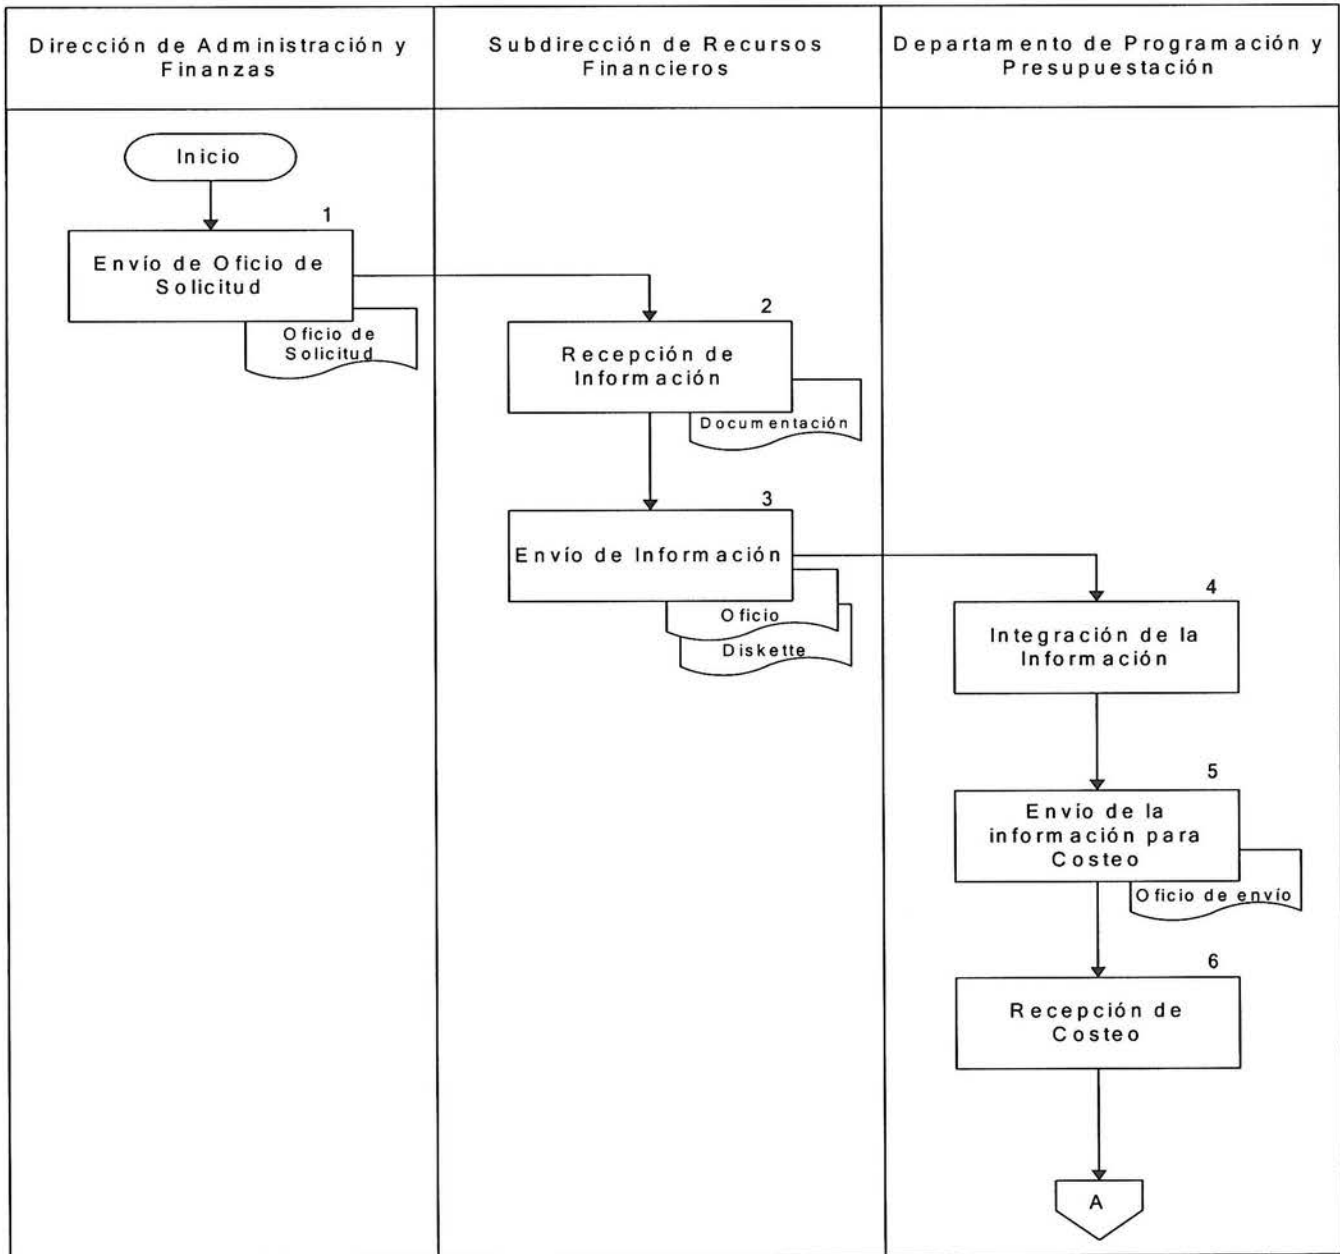 Dirección de Administración y
Finanzas
Subdirección de Recursos
Financieros
Departamento de Programación y
Presupuestación
Inicio
1
Envío de Oficio de
Solicitud
Oficio de
Solicitud
2
Recepción de
Información
Documentación
3
Envío de Información
Oficio
Diskette
4
Integración de la
Información
5
Envío de la
información para
Costeo
Oficio de envío
6
Recepción de
Costeo
A